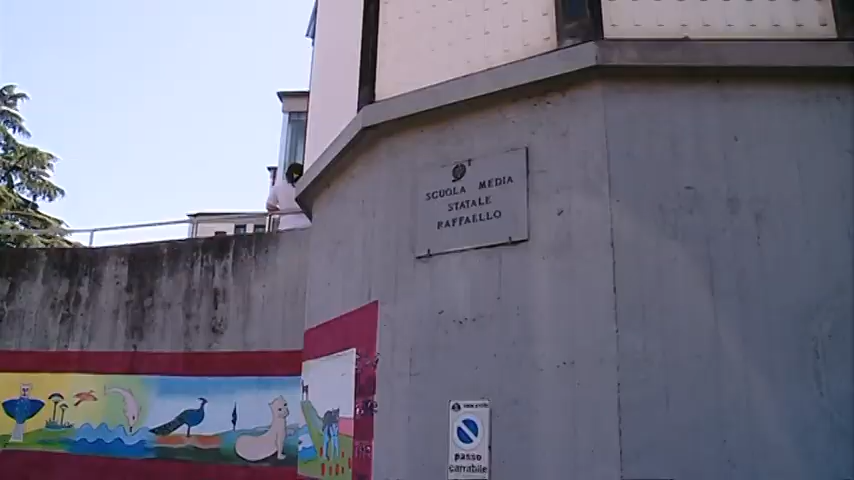 SCUOLA MEDIA
STATALE
RAFFAELLO
passo
carrabile